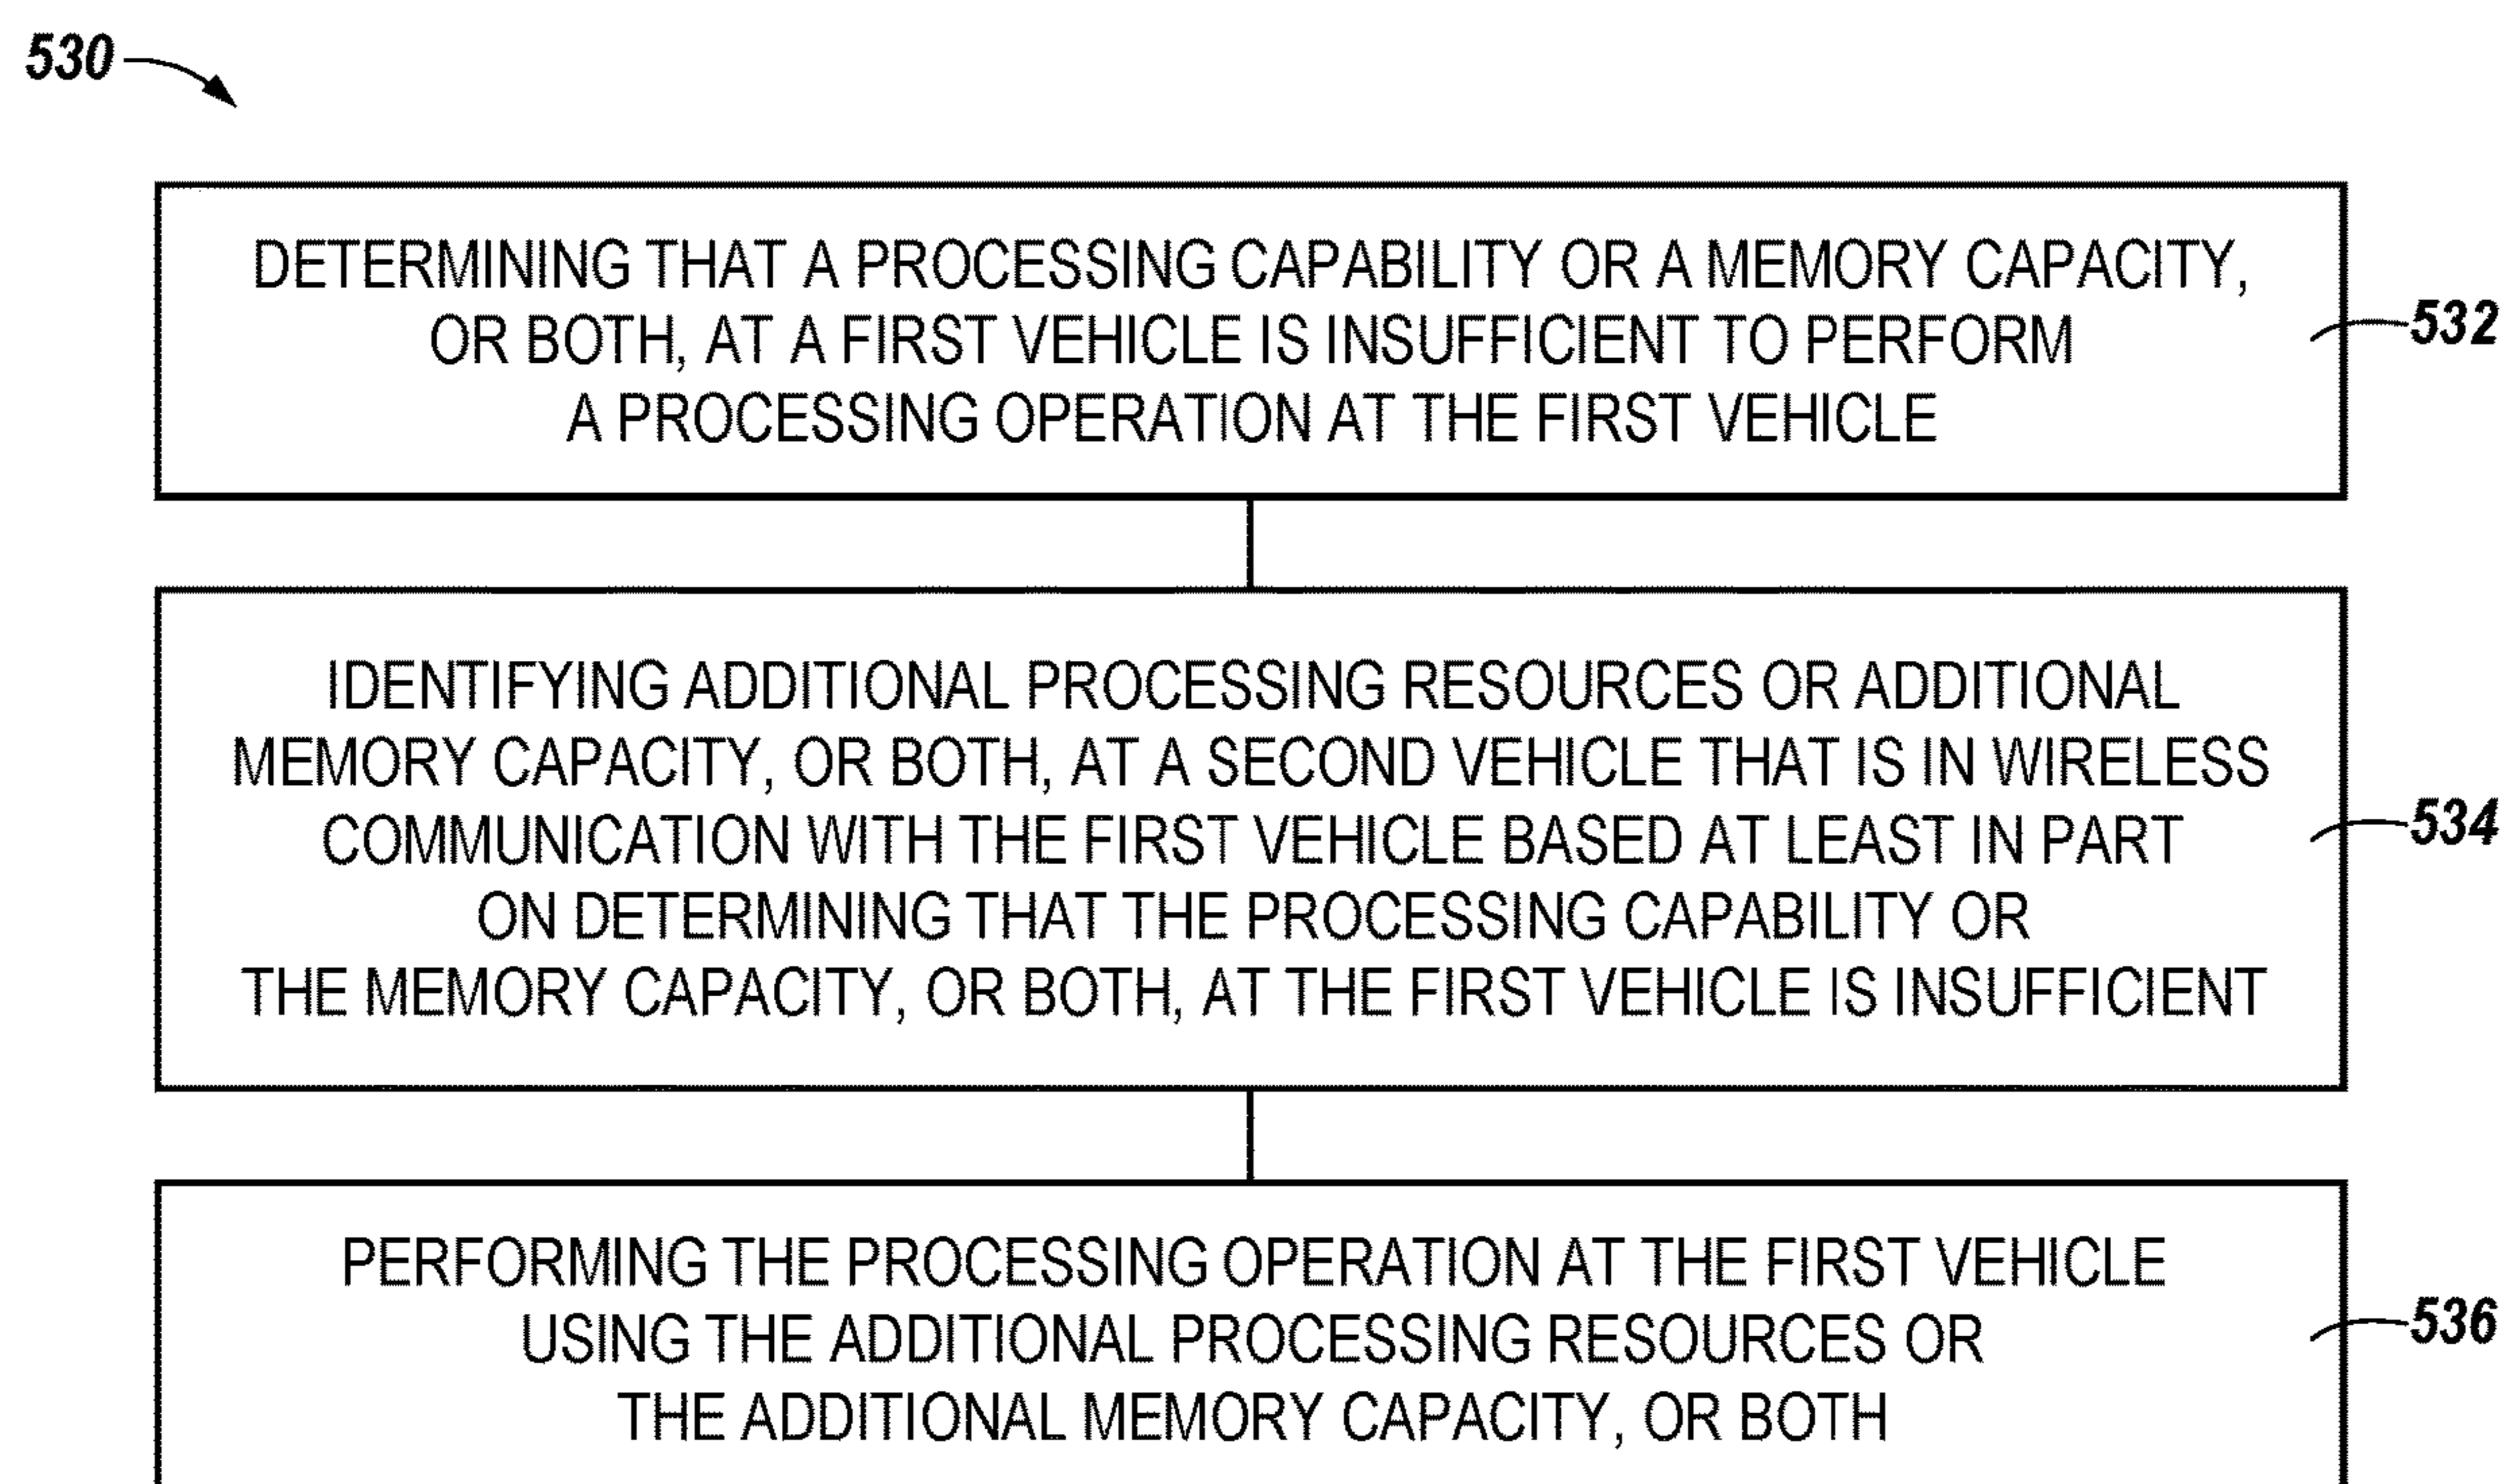 530
DETERMINING THAT A PROCESSING CAPABILITY OR A MEMORY CAPACITY,
OR BOTH, AT A FIRST VEHICLE IS INSUFFICIENT TO PERFORM
A PROCESSING OPERATION AT THE FIRST VEHICLE
532
IDENTIFYING ADDITIONAL PROCESSING RESOURCES OR ADDITIONAL
MEMORY CAPACITY, OR BOTH, AT A SECOND VEHICLE THAT IS IN WIRELESS
COMMUNICATION WITH THE FIRST VEHICLE BASED AT LEAST IN PART
ON DETERMINING THAT THE PROCESSING CAPABILITY OR
THE MEMORY CAPACITY, OR BOTH, AT THE FIRST VEHICLE IS INSUFFICIENT
534
PERFORMING THE PROCESSING OPERATION AT THE FIRST VEHICLE
USING THE ADDITIONAL PROCESSING RESOURCES OR
THE ADDITIONAL MEMORY CAPACITY, OR BOTH
536